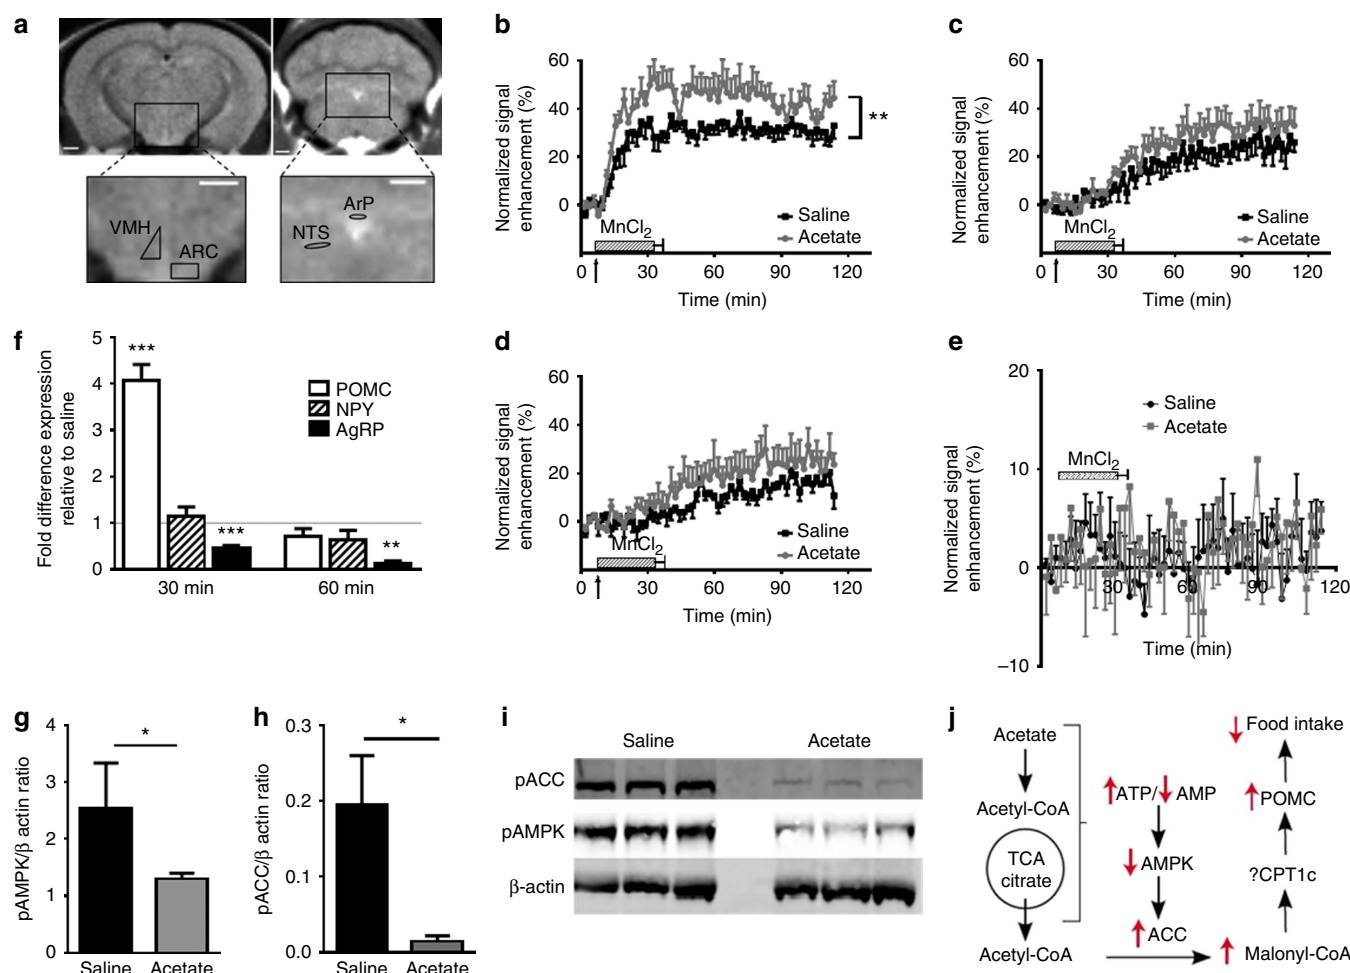 a
VMH
ARC
NTS
ArP
b
Normalized signal
enhancement (%)
60
40
20
0
**
MnCl2
Saline
Acetate
0 30 60 90 120
Time (min)
c
Normalized signal
enhancement (%)
60
40
20
0
MnCl2
Saline
Acetate
0 30 60 90 120
Time (min)
f
Fold difference expression
relative to saline
5
4
3
2
1
0
***
***
**
POMC
NPY
AgRP
30 min 60 min
d
Normalized signal
enhancement (%)
60
40
20
0
MnCl2
Saline
Acetate
0 30 60 90 120
Time (min)
e
Normalized signal
enhancement (%)
20
10
0
–10
Saline
Acetate
MnCl2
30 60 90 120
Time (min)
g
pAMPK/β actin ratio
4
3
2
1
0
*
Saline Acetate
h
pACC/β actin ratio
0.3
0.2
0.1
0.0
*
Saline Acetate
i
Saline Acetate
pACC
pAMPK
β-actin
j
Acetate
Acetyl-CoA
TCA
citrate
Acetyl-CoA
ATP/ AMP
AMPK
ACC
Food intake
POMC
?CPT1c
Malonyl-CoA